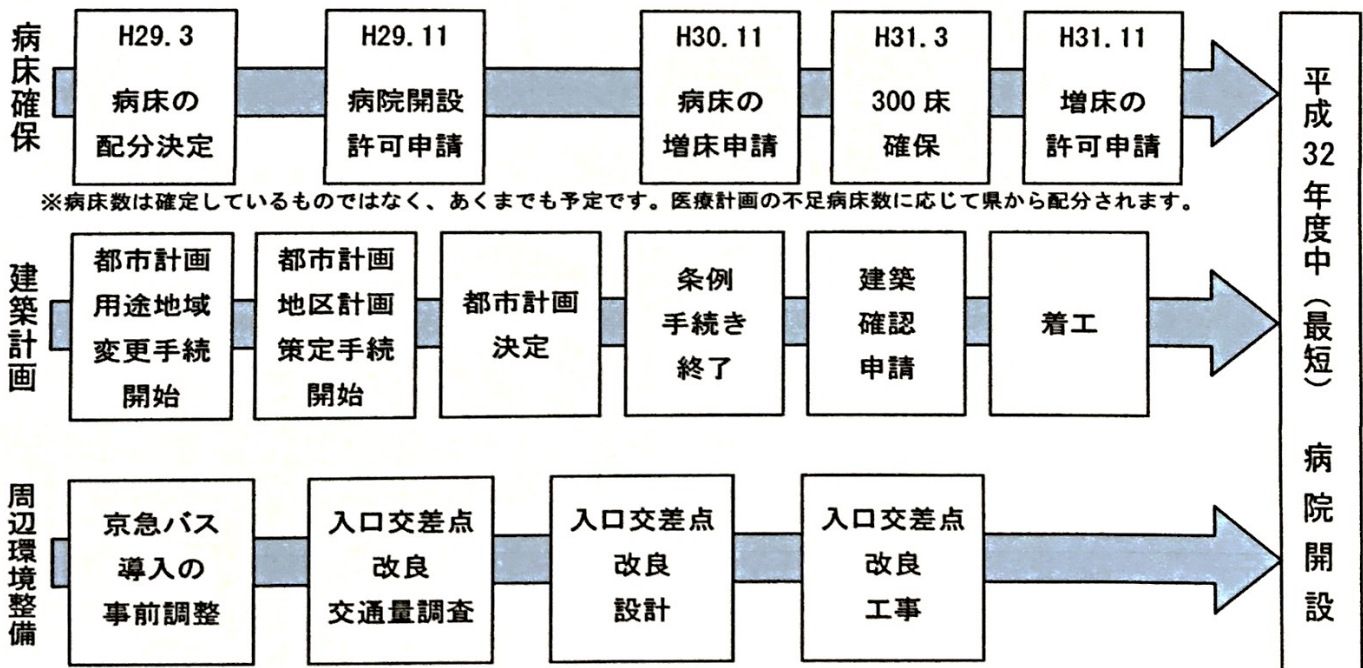 病床確保
H29.3
病床の
配分決定
H29.11
病院開設
許可申請
H30.11
病床の
増床申請
H31.3
300床
確保
H31.11
増床の
許可申請
※病床数は確定しているものではなく、あくまでも予定です。医療計画の不足病床数に応じて県から配分されます。
建築計画
都市計画
用途地域
変更手続
開始
都市計画
地区計画
策定手続
開始
都市計画
決定
条例
手続き
終了
建築
確認
申請
着工
周辺環境整備
京急バス
導入の
事前調整
入口交差点
改良
交通量調査
入口交差点
改良
設計
入口交差点
改良
工事
平成32年度中（最短） 病院開設